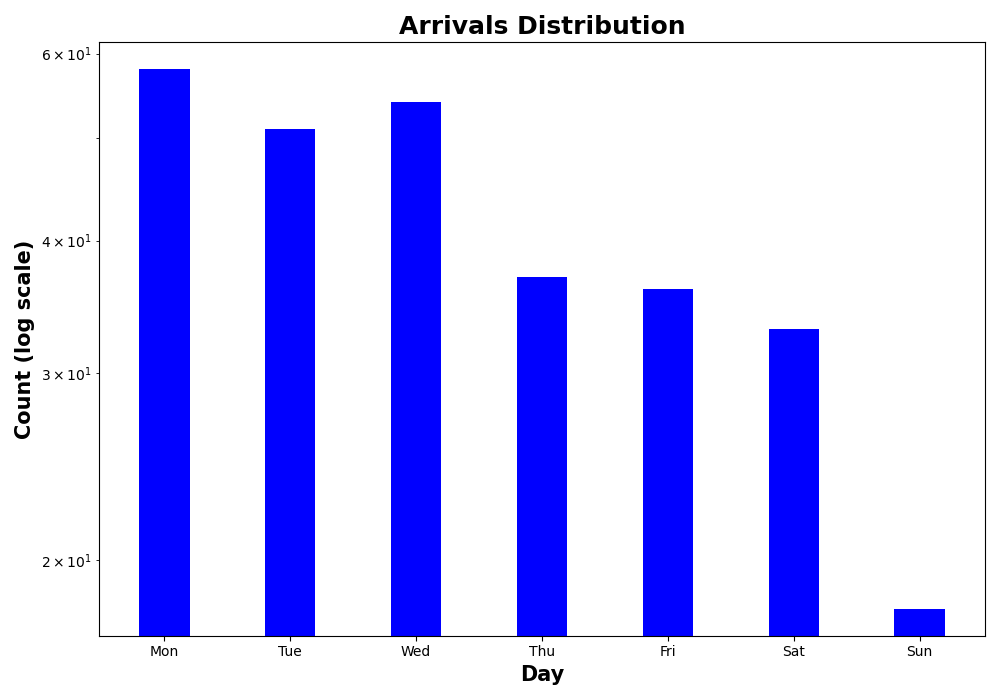 Arrivals Distribution
6 × 10¹
4 × 10¹
3 × 10¹
2 × 10¹
Count (log scale)
Mon Tue Wed Thu Fri Sat Sun
Day